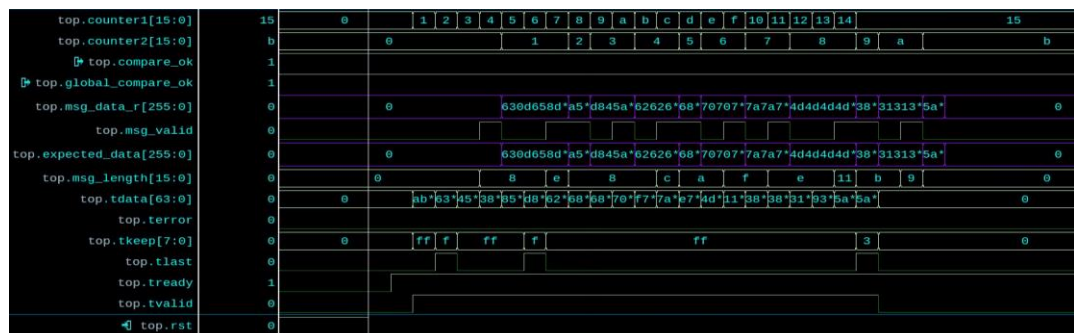 top.counter1[15:0] 15 0 1 2 3 4 5 6 7 8 9 a b c d e f 10 11 12 13 14 15
top.counter2[15:0] b 0 1 2 3 4 5 6 7 8 9 a b
top.compare_ok 1
top.global_compare_ok 1
top.msg_data_r[255:0] 0 0 630d658d* a5* d845a* 62626* 68* 70707* 7a7a7* 4d4d4d4d* 38* 31313* 5a* 0
top.msg_valid 0
top.expected_data[255:0] 0 0 630d658d* a5* d845a* 62626* 68* 70707* 7a7a7* 4d4d4d4d* 38* 31313* 5a* 0
top.msg_length[15:0] 0 0 8 e 8 c a f e 11 b 9 0
top.tdata[63:0] 0 0 ab* 63* 45* 38* 85* d8* 62* 68* 68* 70* f7* 7a* e7* 4d* 11* 38* 38* 31* 93* 5a* 5a* 0
top.terror 0
top.tkeep[7:0] 0 0 ff f ff f ff 3 0
top.tlast 0
top.tready 1
top.tvalid 0
top.rst 0